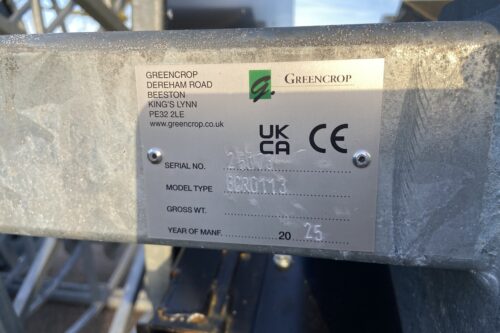 GREENCROP
DEREHAM ROAD
BEESTON
KING'S LYNN
PE32 2LE
www.greencrop.co.uk
g.
GREENCROP
UK
CA
CE
SERIAL NO.
MODEL TYPE
GROSS WT.
YEAR OF MANF. 20 25